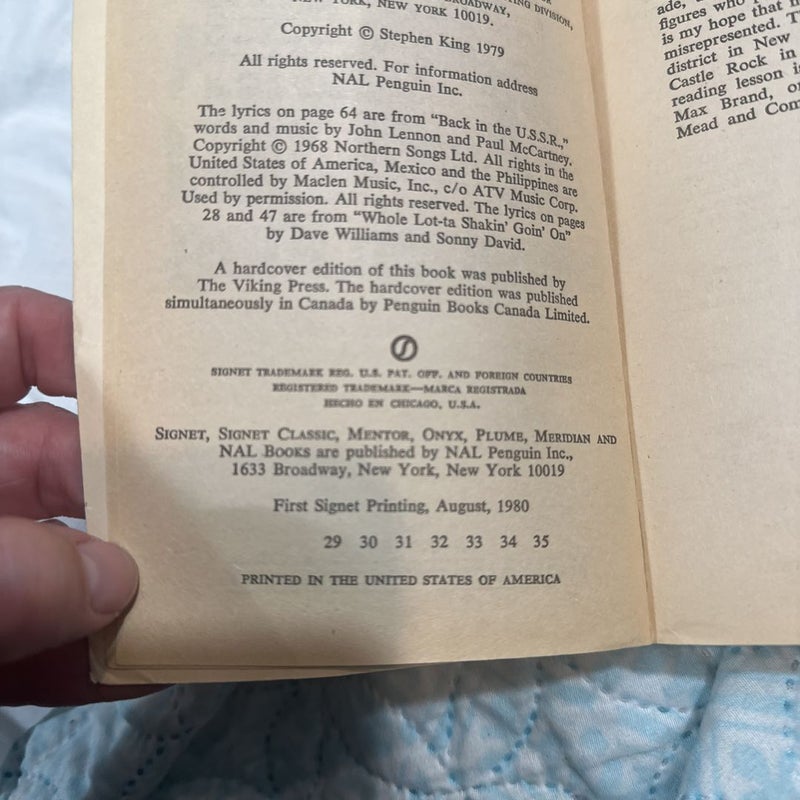 BROADWAY,
TING DIVISION,
NEW YORK 10019.
Copyright © Stephen King 1979
All rights reserved. For information address
NAL Penguin Inc.
The lyrics on page 64 are from “Back in the U.S.S.R.,”
words and music by John Lennon and Paul McCartney.
Copyright © 1968 Northern Songs Ltd. All rights in the
United States of America, Mexico and the Philippines are
controlled by Maclen Music, Inc., c/o ATV Music Corp.
Used by permission. All rights reserved. The lyrics on pages
28 and 47 are from “Whole Lot-ta Shakin’ Goin’ On”
by Dave Williams and Sonny David.
A hardcover edition of this book was published by
The Viking Press. The hardcover edition was published
simultaneously in Canada by Penguin Books Canada Limited.
SIGNET TRADEMARK REG. U.S. PAT. OFF. AND FOREIGN COUNTRIES
REGISTERED TRADEMARK—MARCA REGISTRADA
HECHO EN CHICAGO, U.S.A.
SIGNET, SIGNET CLASSIC, MENTOR, ONYX, PLUME, MERIDIAN AND
NAL BOOKS are published by NAL Penguin Inc.,
1633 Broadway, New York, New York 10019
First Signet Printing, August, 1980
29 30 31 32 33 34 35
PRINTED IN THE UNITED STATES OF AMERICA
ade,
figures who
is my hope that
misrepresented.
district in New
Castle Rock in
reading lesson
Max Brand,
Mead and Com